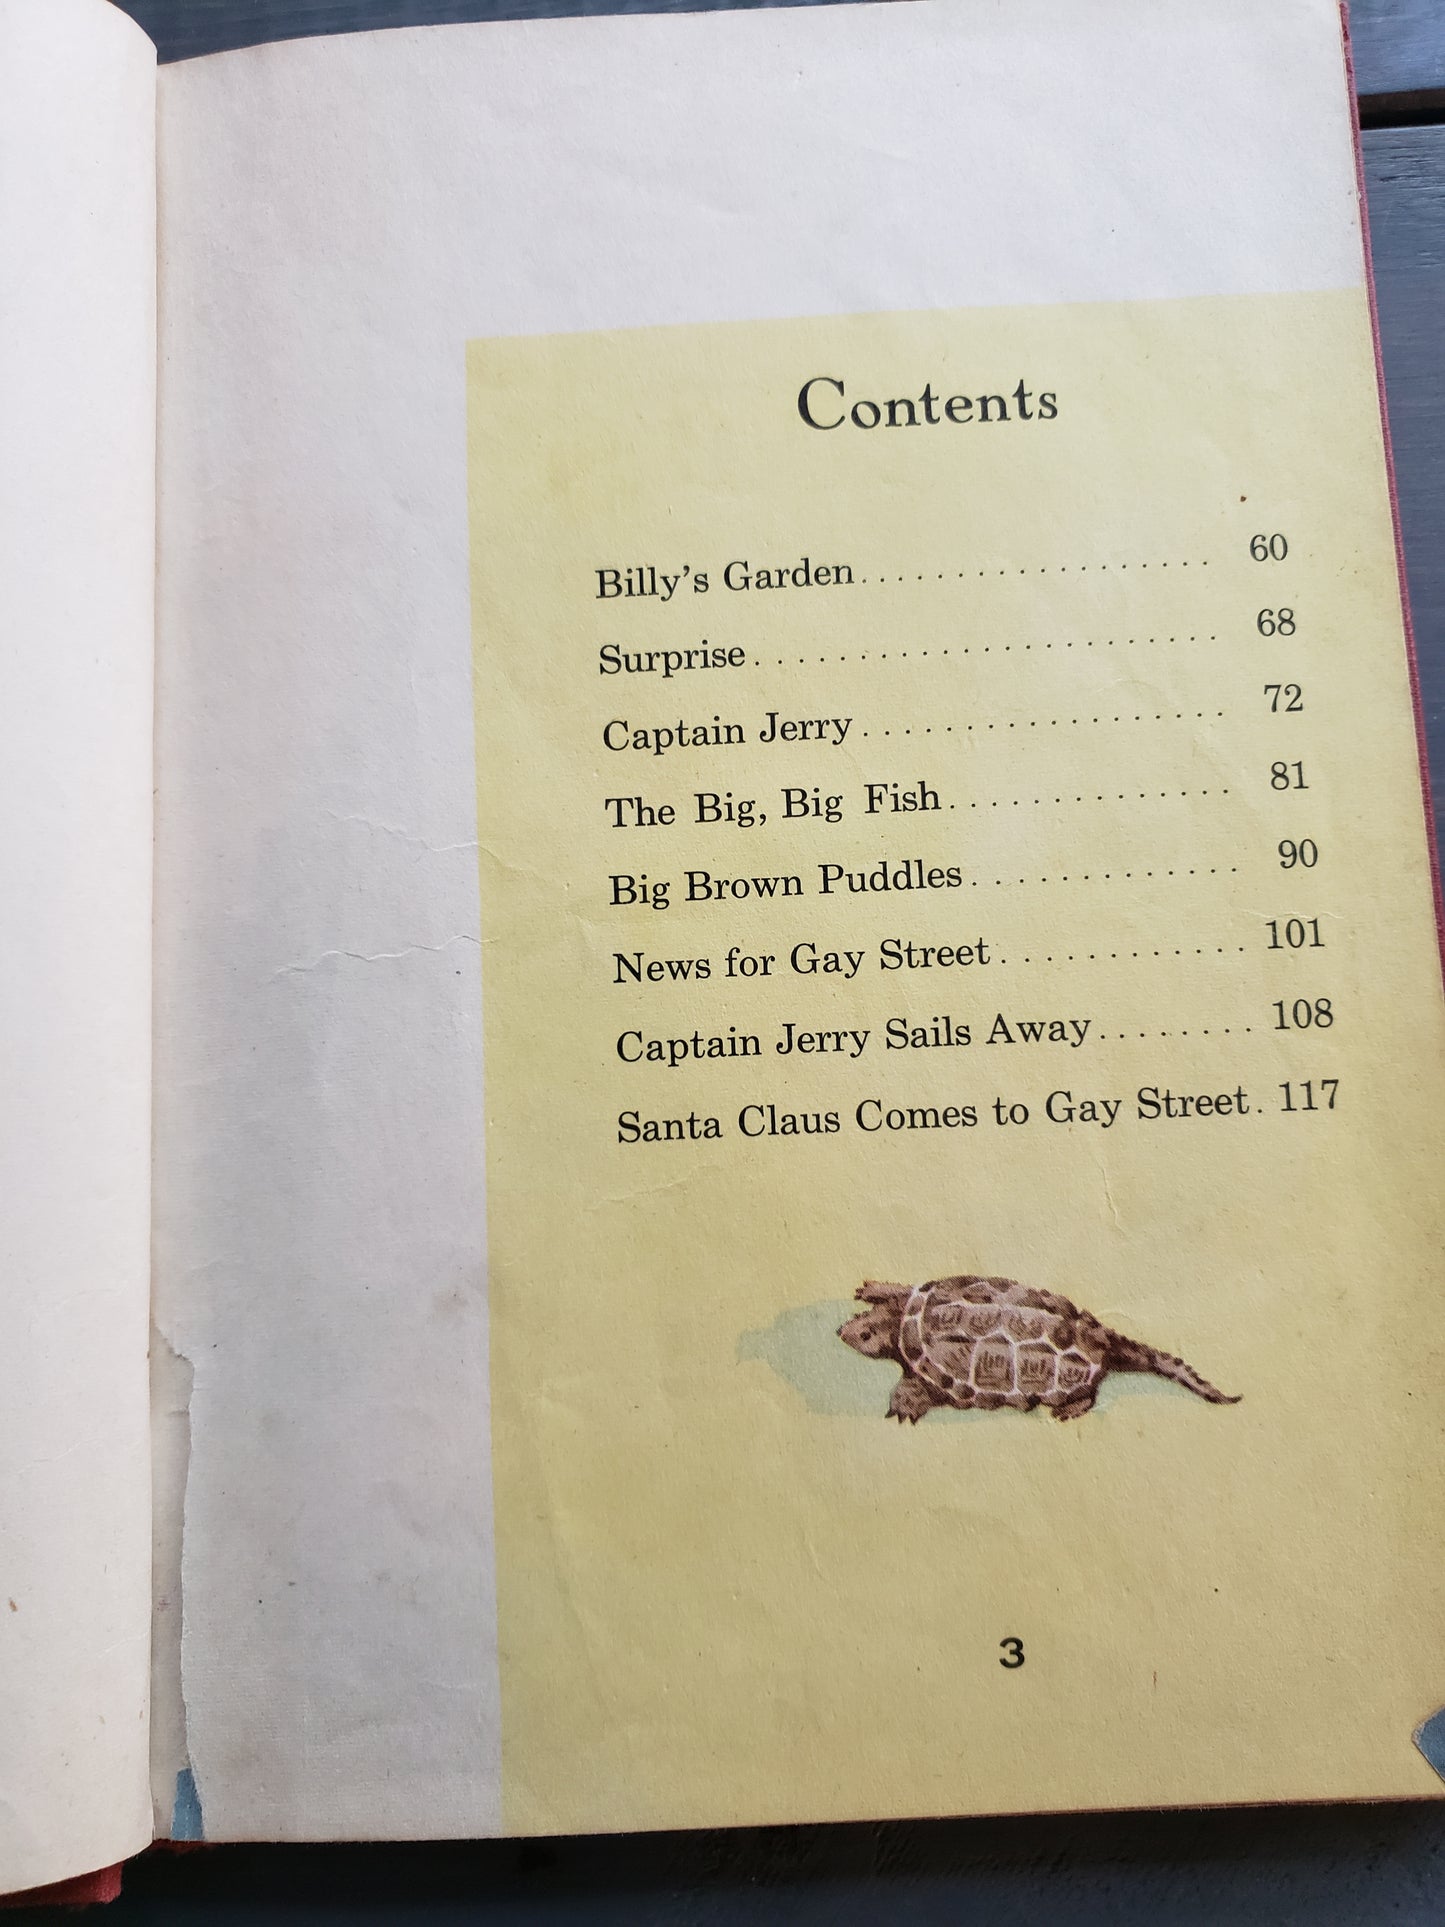 Contents
Billy's Garden.................. 60
Surprise........................ 68
Captain Jerry................... 72
The Big, Big Fish............... 81
Big Brown Puddles............. 90
News for Gay Street............ 101
Captain Jerry Sails Away........ 108
Santa Claus Comes to Gay Street. 117
3